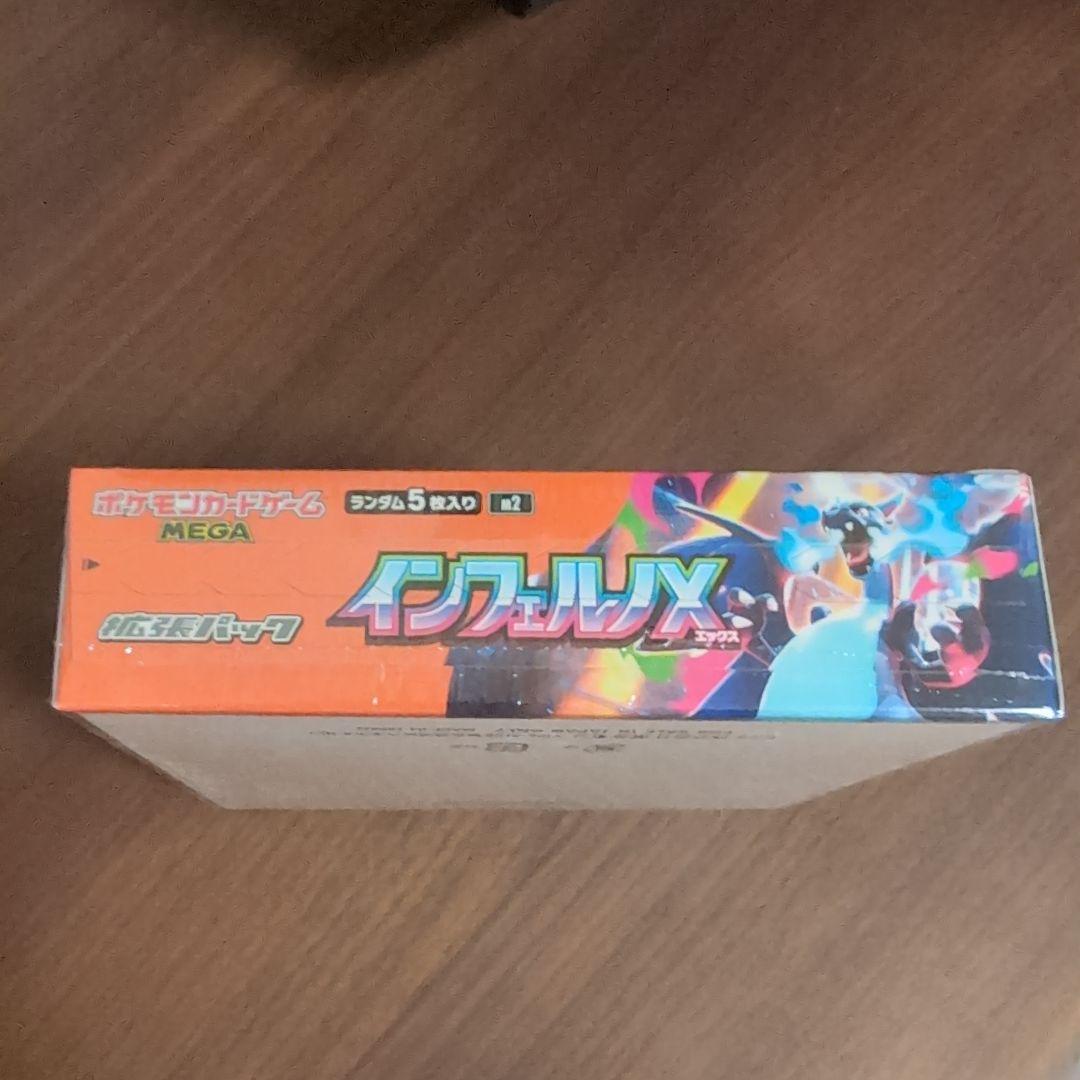 ポケモンカードゲーム
MEGA
ランダム5枚入り
m2
拡張パック
インフェルノX
エックス